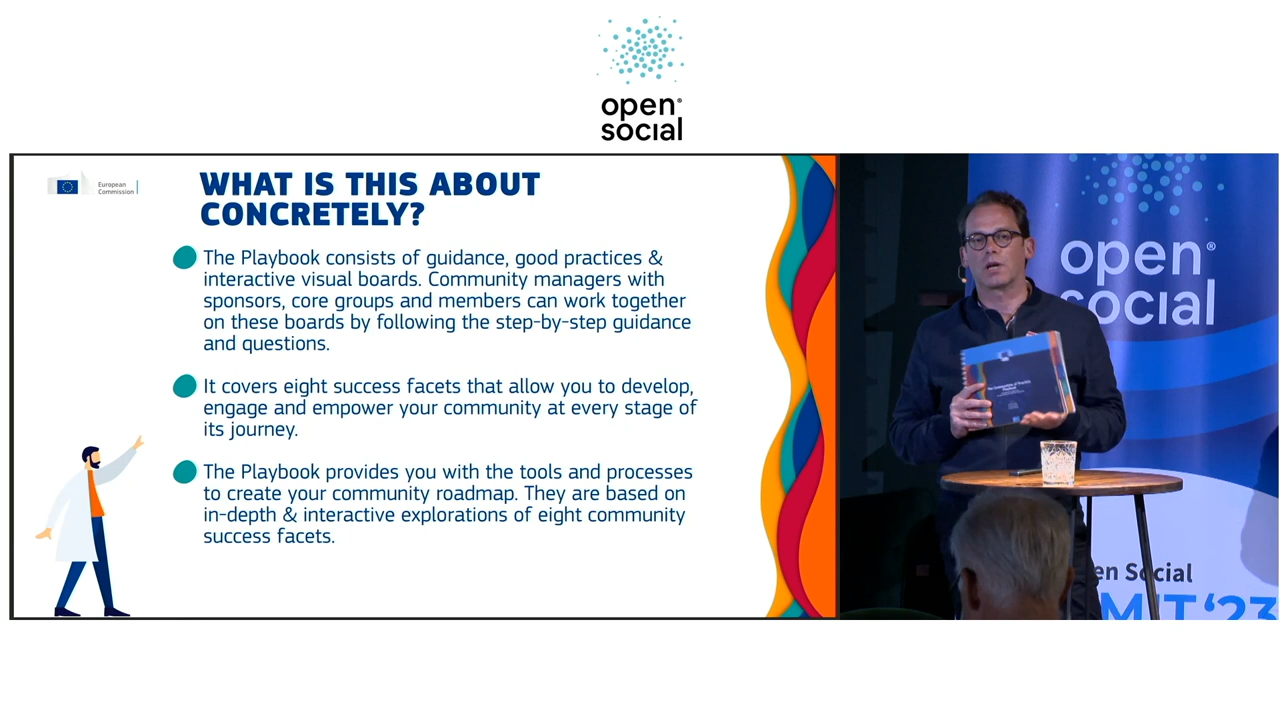 open®
social
European
Commission
WHAT IS THIS ABOUT
CONCRETELY?
The Playbook consists of guidance, good practices &
interactive visual boards. Community managers with
sponsors, core groups and members can work together
on these boards by following the step-by-step guidance
and questions.
It covers eight success facets that allow you to develop,
engage and empower your community at every stage of
its journey.
The Playbook provides you with the tools and processes
to create your community roadmap. They are based on
in-depth & interactive explorations of eight community
success facets.
open®
social
The Communities of Practice
Playbook
en Social
MIT '23